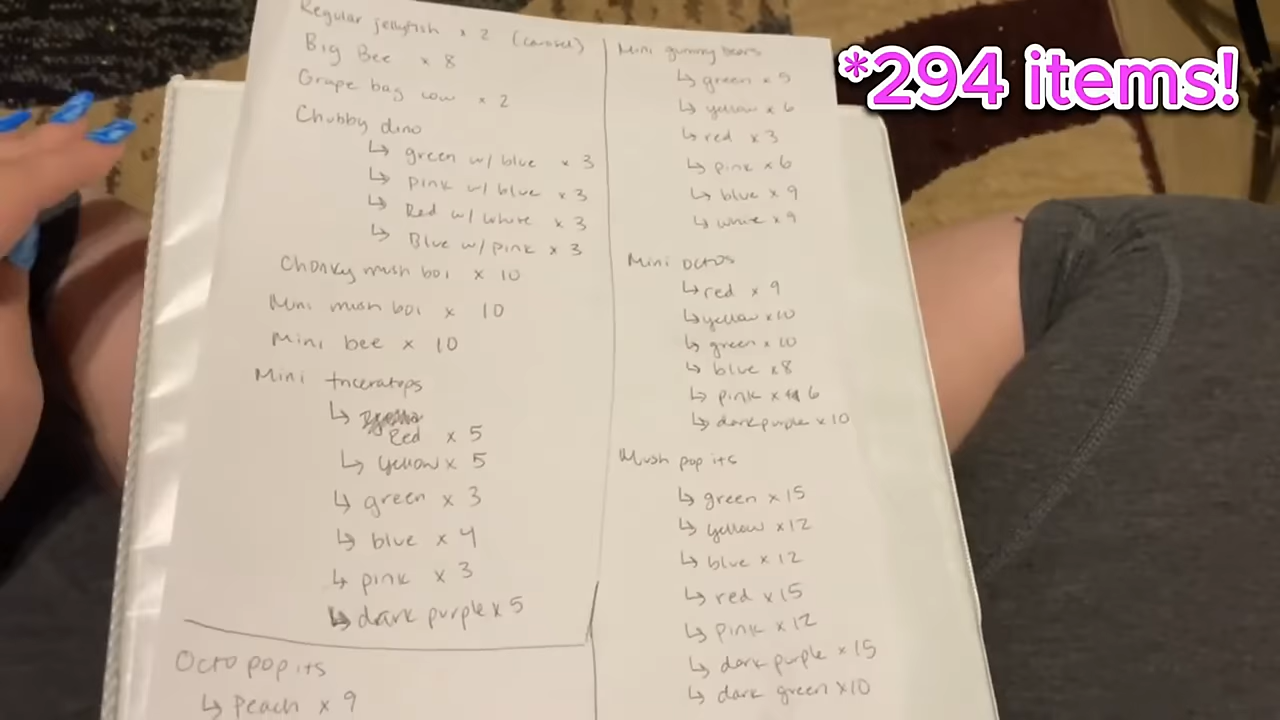 Regular jellyfish x 2 (carousel)
Big Bee x 8
Grape bag cow x 2
Chubby dino
↳ green w/ blue x 3
↳ pink w/ blue x 3
↳ Red w/ white x 3
↳ Blue w/ pink x 3
Chonky mush boi x 10
Mini mush boi x 10
Mini bee x 10
Mini triceratops
↳ Red x 5
↳ yellow x 5
↳ green x 3
↳ blue x 4
↳ pink x 3
↳ dark purple x 5
Octo pop its
↳ Peach x 9
Mini gummy bears
↳ green x 5
↳ yellow x 6
↳ red x 3
↳ pink x 6
↳ blue x 9
↳ white x 9
Mini octos
↳ red x 9
↳ yellow x 10
↳ green x 10
↳ blue x 8
↳ pink x 6
↳ dark purple x 10
Mush pop its
↳ green x 15
↳ yellow x 12
↳ blue x 12
↳ red x 15
↳ pink x 12
↳ dark purple x 15
↳ dark green x 10
*294 items!